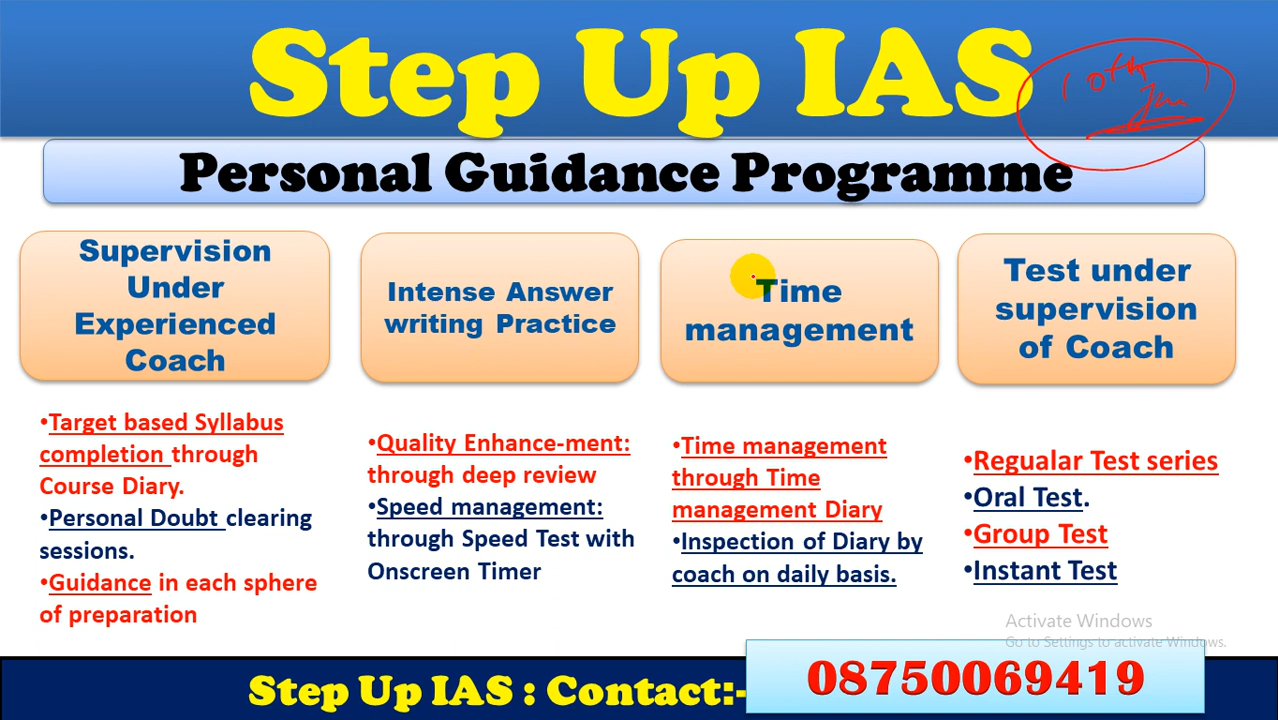 Step Up IAS
10th
Personal Guidance Programme
Supervision
Under
Experienced
Coach
•Target based Syllabus
completion through
Course Diary.
•Personal Doubt clearing
sessions.
•Guidance in each sphere
of preparation
Intense Answer
writing Practice
•Quality Enhance-ment:
through deep review
•Speed management:
through Speed Test with
Onscreen Timer
Time
management
•Time management
through Time
management Diary
•Inspection of Diary by
coach on daily basis.
Test under
supervision
of Coach
•Regualar Test series
•Oral Test.
•Group Test
•Instant Test
Activate Windows
Go to Settings to activate Windows.
Step Up IAS : Contact:- 08750069419